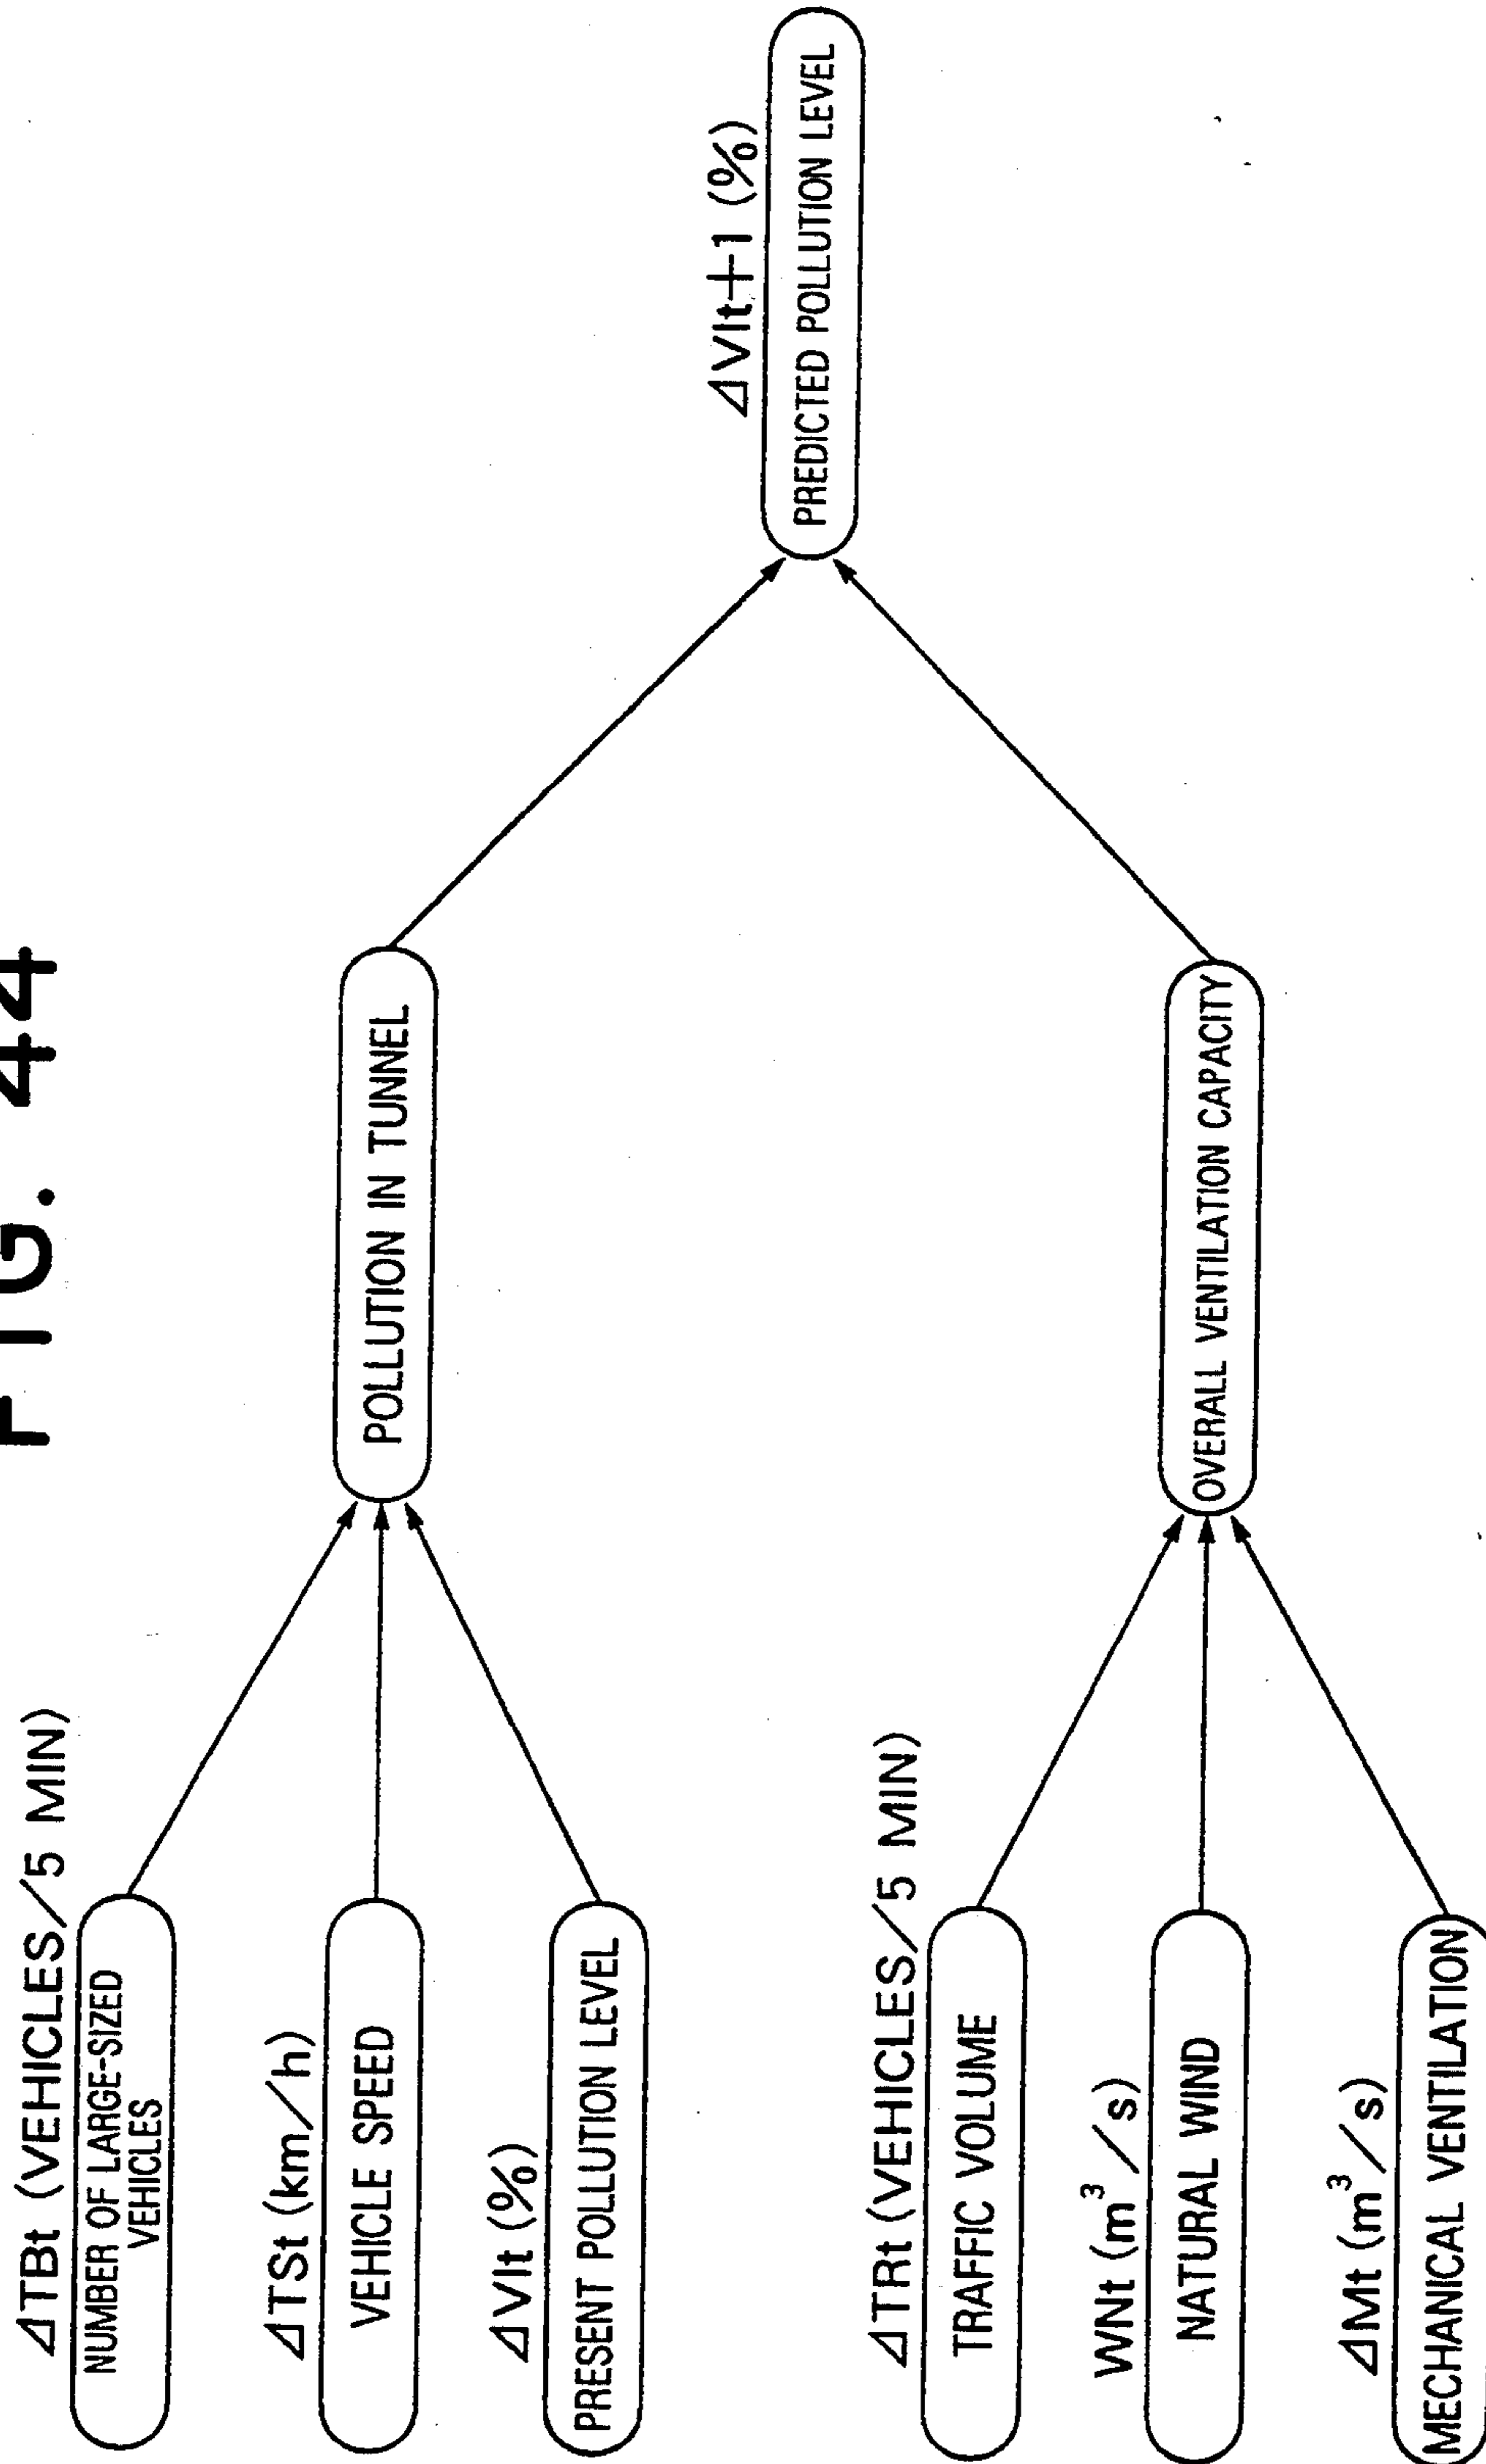 FIG. 44
ΔTBt (VEHICLES/5 MIN)
NUMBER OF LARGE-SIZED
VEHICLES
ΔTSt (km/h)
VEHICLE SPEED
ΔVIt (%)
PRESENT POLLUTION LEVEL
POLLUTION IN TUNNEL
ΔTRt (VEHICLES/5 MIN)
TRAFFIC VOLUME
WNt (m³/s)
NATURAL WIND
ΔMt (m³/s)
MECHANICAL VENTILATION
OVERALL VENTILATION CAPACITY
ΔVIt+1 (%)
PREDICTED POLLUTION LEVEL